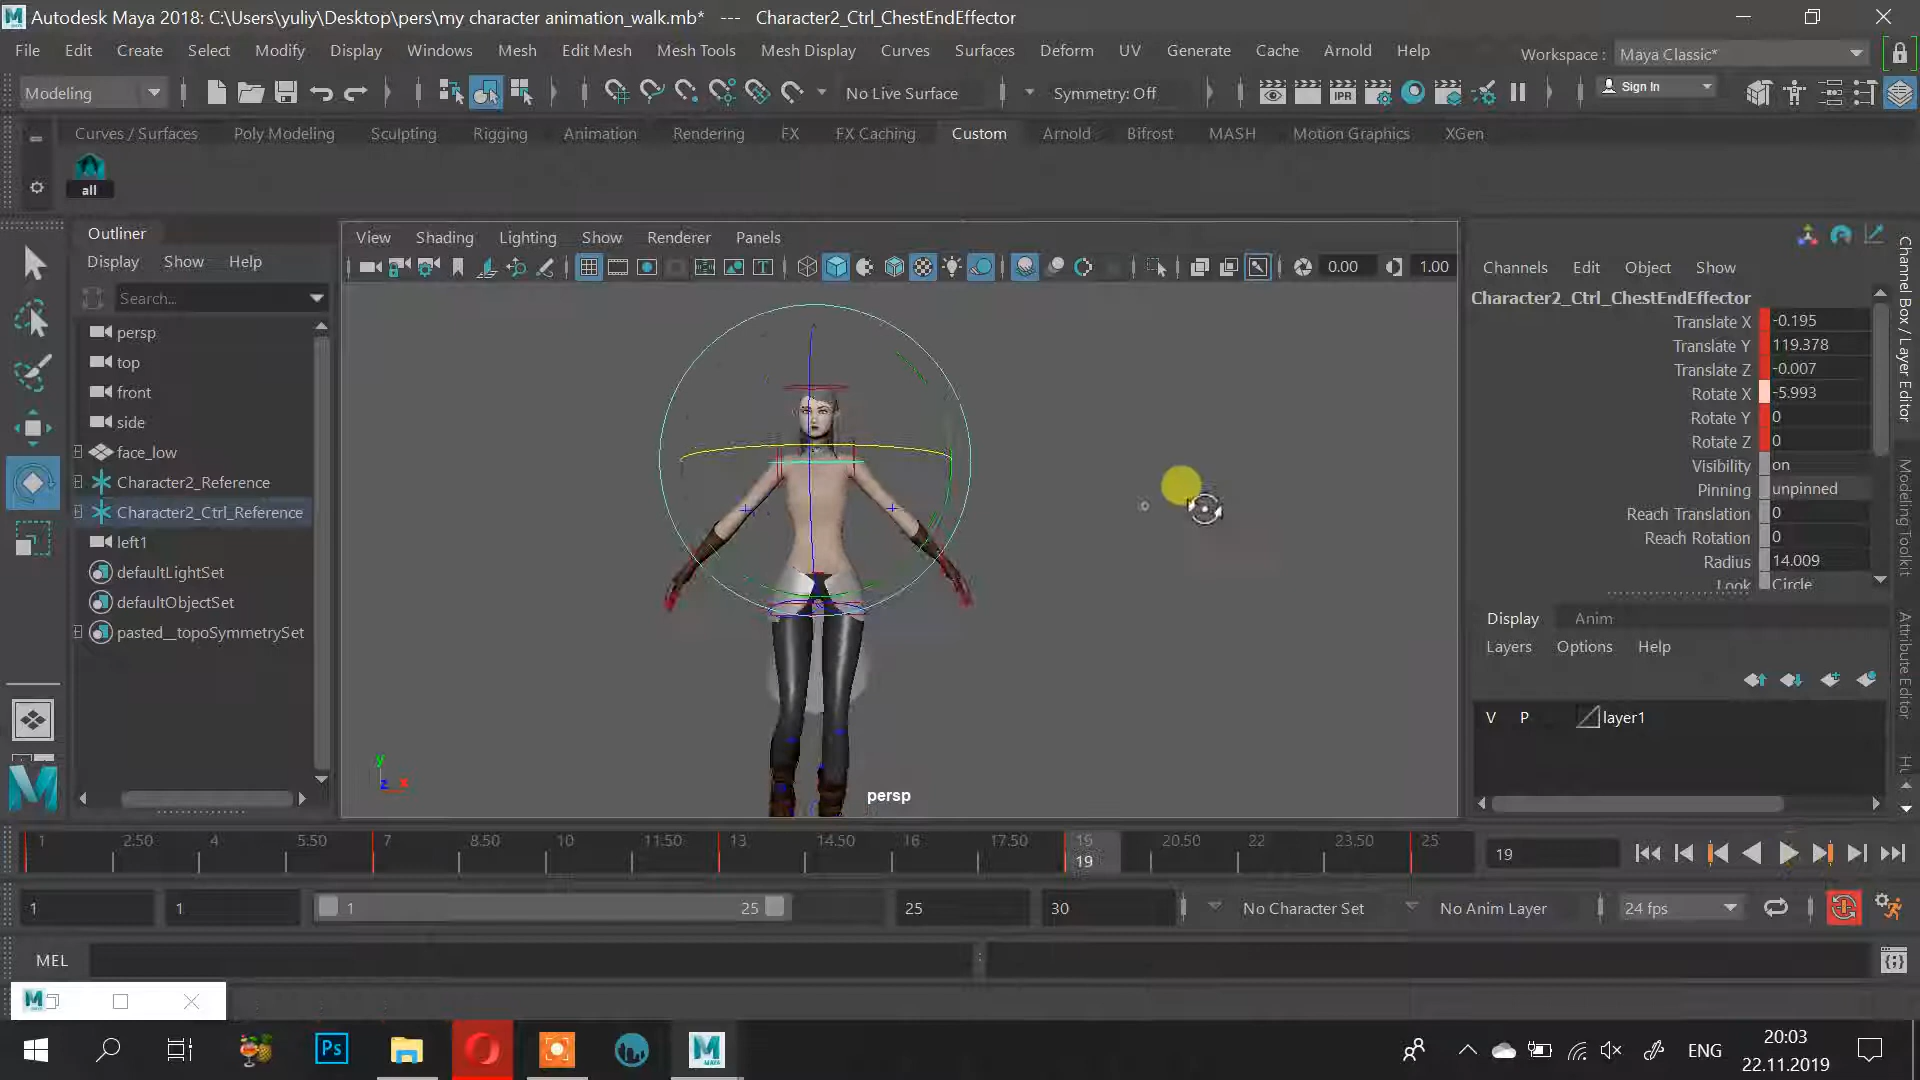 Autodesk Maya 2018: C:\Users\yuliy\Desktop\pers\my character animation_walk.mb* --- Character2_Ctrl_ChestEndEffector
File Edit Create Select Modify Display Windows Mesh Edit Mesh Mesh Tools Mesh Display Curves Surfaces Deform UV Generate Cache Arnold Help Workspace : Maya Classic*
Modeling No Live Surface Symmetry: Off IPR Sign In
Curves / Surfaces Poly Modeling Sculpting Rigging Animation Rendering FX FX Caching Custom Arnold Bifrost MASH Motion Graphics XGen
all
Outliner
Display Show Help
Search...
persp
top
front
side
face_low
Character2_Reference
Character2_Ctrl_Reference
left1
defaultLightSet
defaultObjectSet
pasted__topoSymmetrySet
View Shading Lighting Show Renderer Panels
0.00 1.00
y
z x
persp
Channels Edit Object Show
Character2_Ctrl_ChestEndEffector
Translate X -0.195
Translate Y 119.378
Translate Z -0.007
Rotate X -5.993
Rotate Y 0
Rotate Z 0
Visibility on
Pinning unpinned
Reach Translation 0
Reach Rotation 0
Radius 14.009
Look Circle
Display Anim
Layers Options Help
V P layer1
Channel Box / Layer Editor
Modeling Toolkit
Attribute Editor
1 2.50 4 5.50 7 8.50 10 11.50 13 14.50 16 17.50 19 20.50 22 23.50 25
19
19
1 1 1 25 25 30 No Character Set No Anim Layer 24 fps
MEL
M
Ps
MAYA
ENG
20:03
22.11.2019